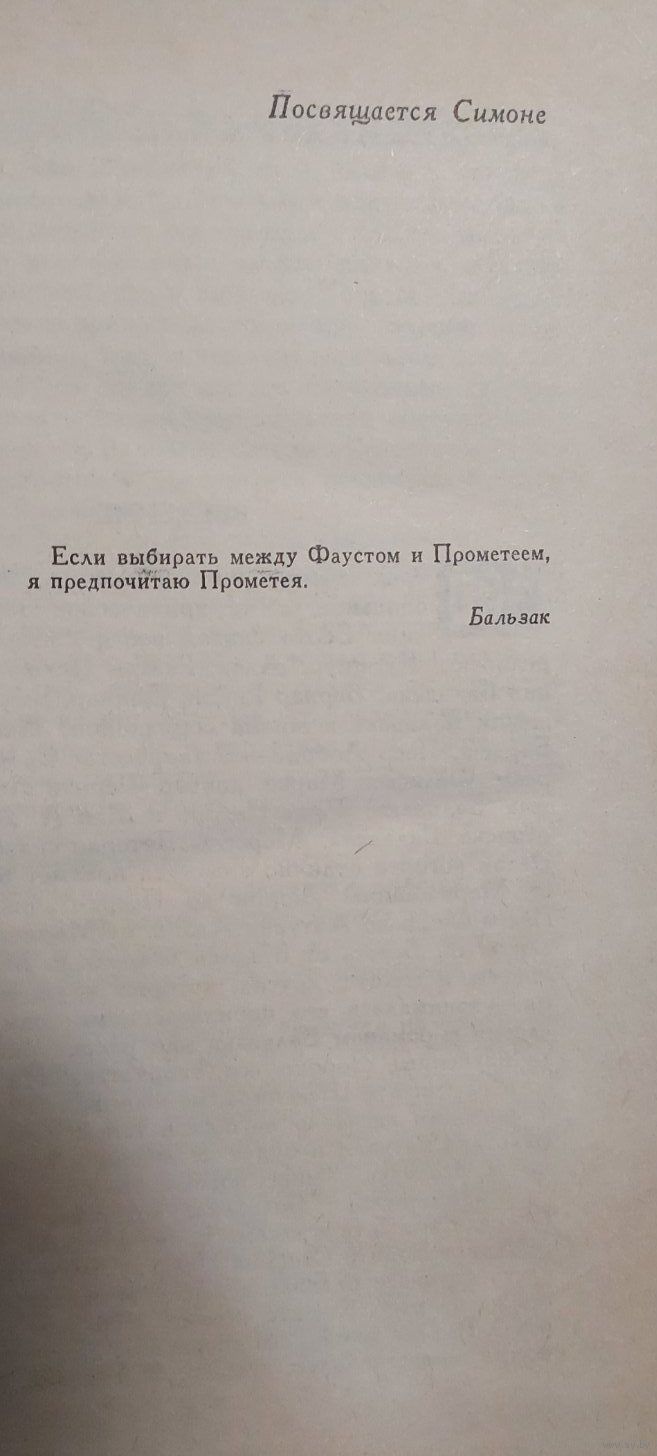 Посвящается Симоне
Если выбирать между Фаустом и Прометеем,
я предпочитаю Прометея.
Бальзак